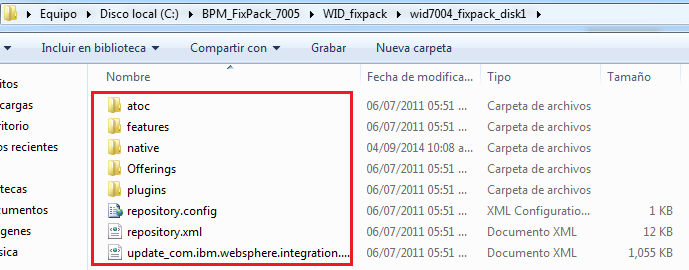 Equipo Disco local (C:) BPM_FixPack_7005 WID_fixpack wid7004_fixpack_disk1
Incluir en biblioteca Compartir con Grabar Nueva carpeta
Nombre Fecha de modifica... Tipo Tamaño
itos
cargas
ritorio
os recientes
tecas
cumentos
ágenes
sica
atoc 06/07/2011 05:51 ... Carpeta de archivos
features 06/07/2011 05:51 ... Carpeta de archivos
native 04/09/2014 10:08 a... Carpeta de archivos
Offerings 06/07/2011 05:51 ... Carpeta de archivos
plugins 06/07/2011 05:51 ... Carpeta de archivos
repository.config 06/07/2011 05:51 ... XML Configuratio... 1 KB
repository.xml 06/07/2011 05:51 ... Documento XML 12 KB
update_com.ibm.websphere.integration.... 06/07/2011 05:51 ... Documento XML 1,055 KB